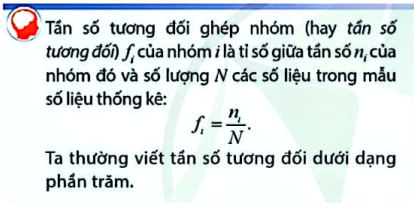 Tần số tương đối ghép nhóm (hay tần số
tương đối) fᵢ của nhóm i là tỉ số giữa tần số nᵢ của
nhóm đó và số lượng N các số liệu trong mẫu
số liệu thống kê:
fᵢ = nᵢ/N.
Ta thường viết tần số tương đối dưới dạng
phần trăm.